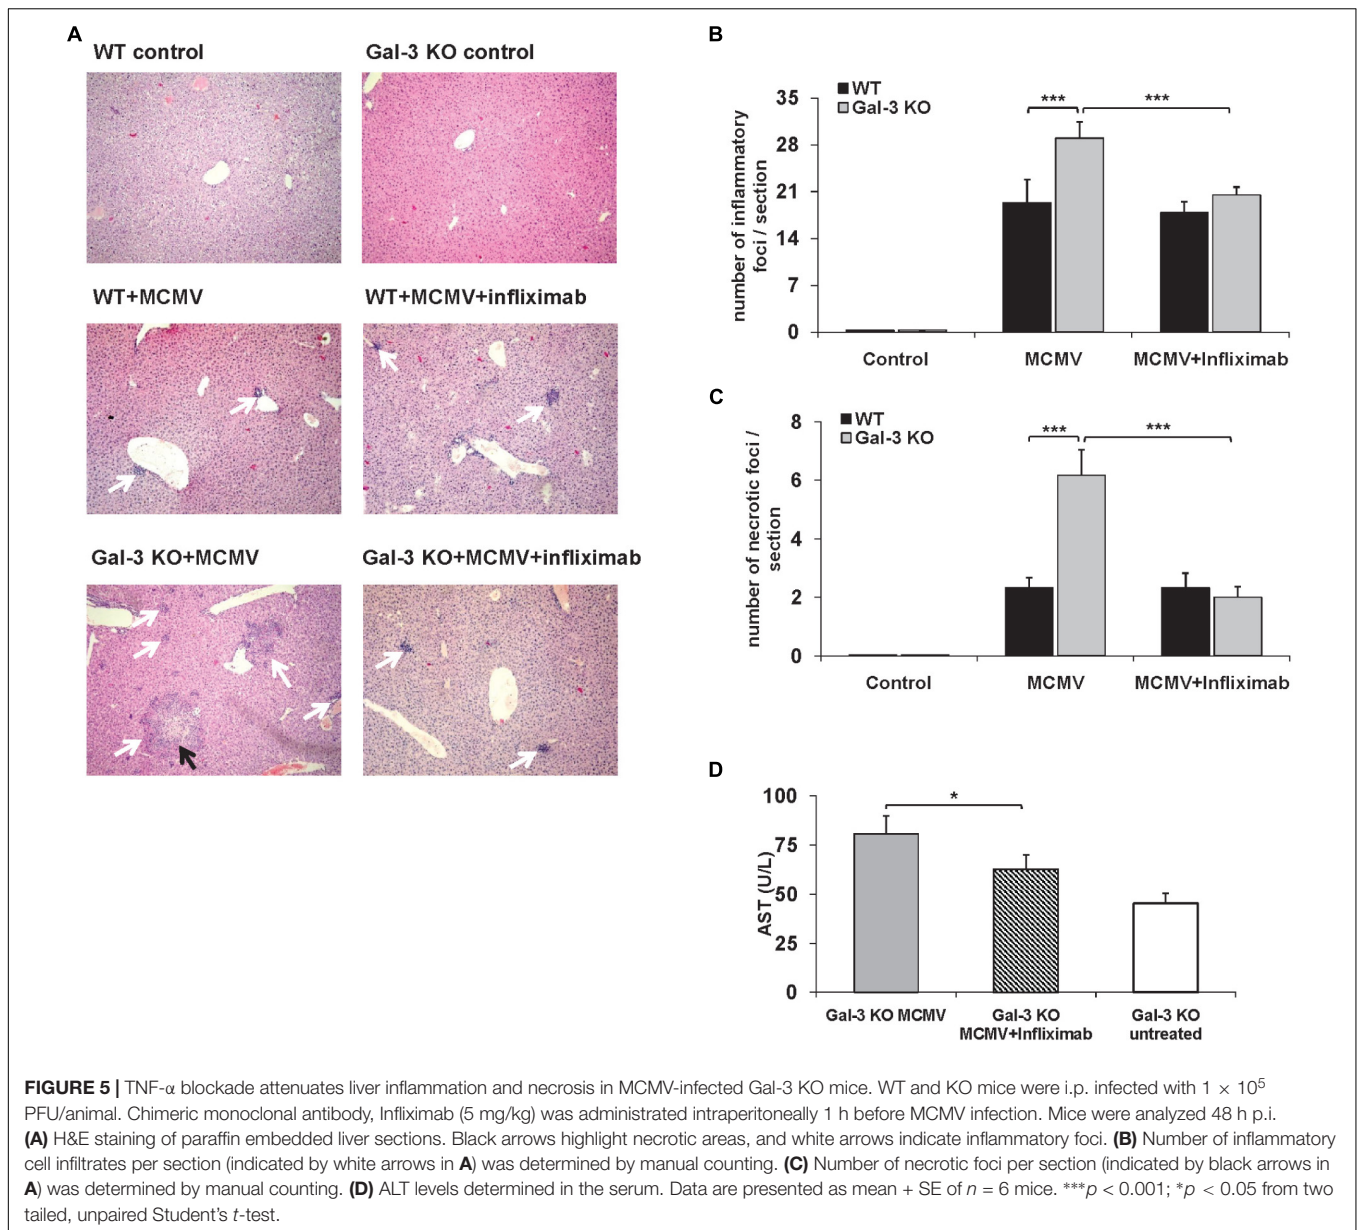 A
WT control
Gal-3 KO control
WT+MCMV
WT+MCMV+infliximab
Gal-3 KO+MCMV
Gal-3 KO+MCMV+infliximab
B
WT
Gal-3 KO
number of inflammatory
foci / section
35
28
21
14
7
0
***
***
Control
MCMV
MCMV+Infliximab
C
WT
Gal-3 KO
number of necrotic foci /
section
8
6
4
2
0
***
***
Control
MCMV
MCMV+Infliximab
D
AST (U/L)
100
75
50
25
0
*
Gal-3 KO MCMV
Gal-3 KO
MCMV+Infliximab
Gal-3 KO
untreated
FIGURE 5 | TNF-α blockade attenuates liver inflammation and necrosis in MCMV-infected Gal-3 KO mice. WT and KO mice were i.p. infected with 1 × 10⁵
PFU/animal. Chimeric monoclonal antibody, Infliximab (5 mg/kg) was administrated intraperitoneally 1 h before MCMV infection. Mice were analyzed 48 h p.i.
(A) H&E staining of paraffin embedded liver sections. Black arrows highlight necrotic areas, and white arrows indicate inflammatory foci. (B) Number of inflammatory
cell infiltrates per section (indicated by white arrows in A) was determined by manual counting. (C) Number of necrotic foci per section (indicated by black arrows in
A) was determined by manual counting. (D) ALT levels determined in the serum. Data are presented as mean + SE of n = 6 mice. ***p < 0.001; *p < 0.05 from two
tailed, unpaired Student's t-test.